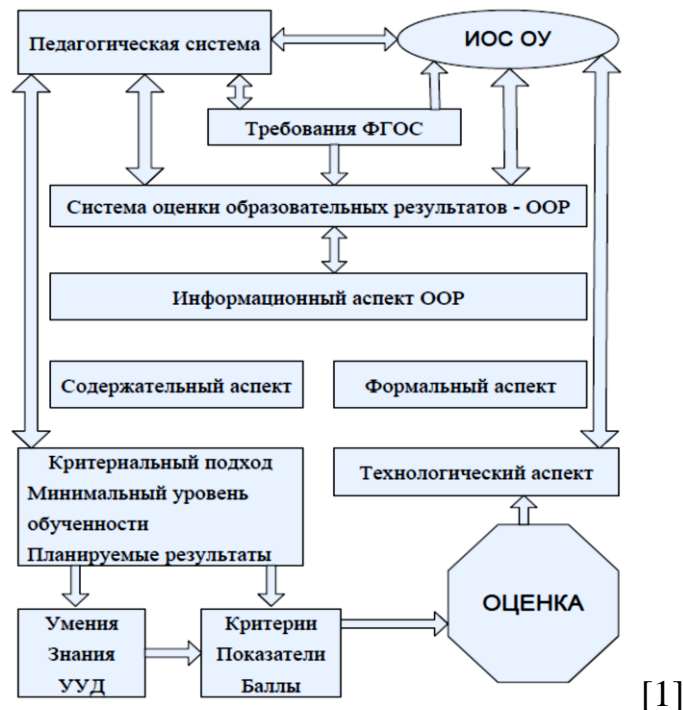 Педагогическая система
ИОС ОУ
Требования ФГОС
Система оценки образовательных результатов - ООР
Информационный аспект ООР
Содержательный аспект
Формальный аспект
Критериальный подход
Минимальный уровень
обученности
Планируемые результаты
Технологический аспект
Умения
Знания
УУД
Критерии
Показатели
Баллы
ОЦЕНКА
[1]